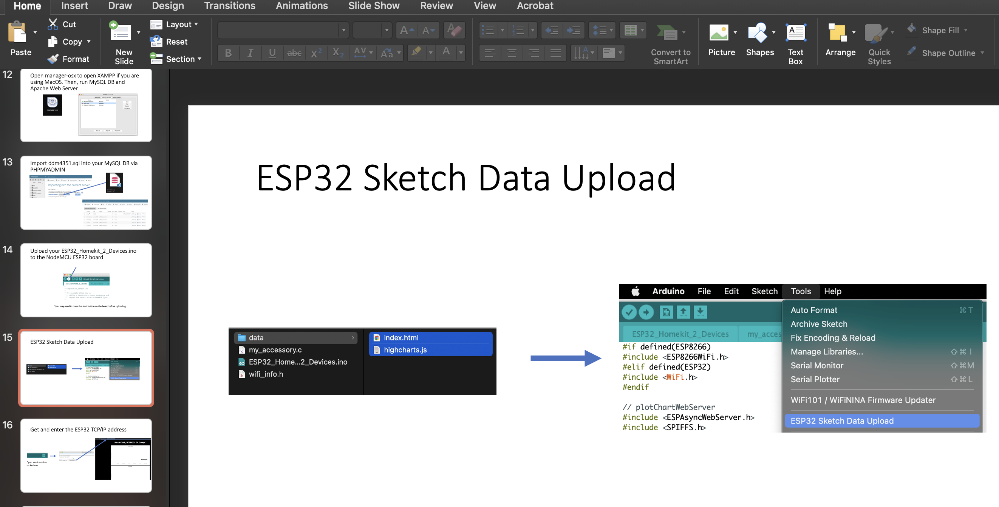 Home Insert Draw Design Transitions Animations Slide Show Review View Acrobat
Paste
Cut
Copy
Format
New
Slide
Layout
Reset
Section
B I U abc X2 X2 AV Aa A
A A A
Convert to
SmartArt
Picture
Shapes
Text
Box
Arrange
Quick
Styles
Shape Fill
Shape Outline
12
Open manager-osx to open XAMPP if you are
using MacOS. Then, run MySQL DB and
Apache Web Server
manager-osx
13
Import ddm4351.sql into your MySQL DB via
PHPMYADMIN
Importing into the current server
14
Upload your ESP32_Homekit_2_Devices.ino
to the NodeMCU ESP32 board
Upload Using Programmer
ESP32_Homekit_2_Devices
*you may need to press the start button on the board before uploading
15
ESP32 Sketch Data Upload
16
Get and enter the ESP32 TCP/IP address
Smart Chair, DDM4351 EA Group 3
Open serial monitor
on Arduino
ESP32 Sketch Data Upload
data
my_accessory.c
ESP32_Home...2_Devices.ino
wifi_info.h
index.html
highcharts.js
Arduino File Edit Sketch Tools Help
ESP32_Homekit_2_Devices my_acces
#if defined(ESP8266)
#include <ESP8266WiFi.h>
#elif defined(ESP32)
#include <WiFi.h>
#endif
// plotChartWebServer
#include <ESPAsyncWebServer.h>
#include <SPIFFS.h>
Auto Format ⌘ T
Archive Sketch
Fix Encoding & Reload
Manage Libraries... ⇧ ⌘ I
Serial Monitor ⇧ ⌘ M
Serial Plotter ⇧ ⌘ L
WiFi101 / WiFiNINA Firmware Updater
ESP32 Sketch Data Upload